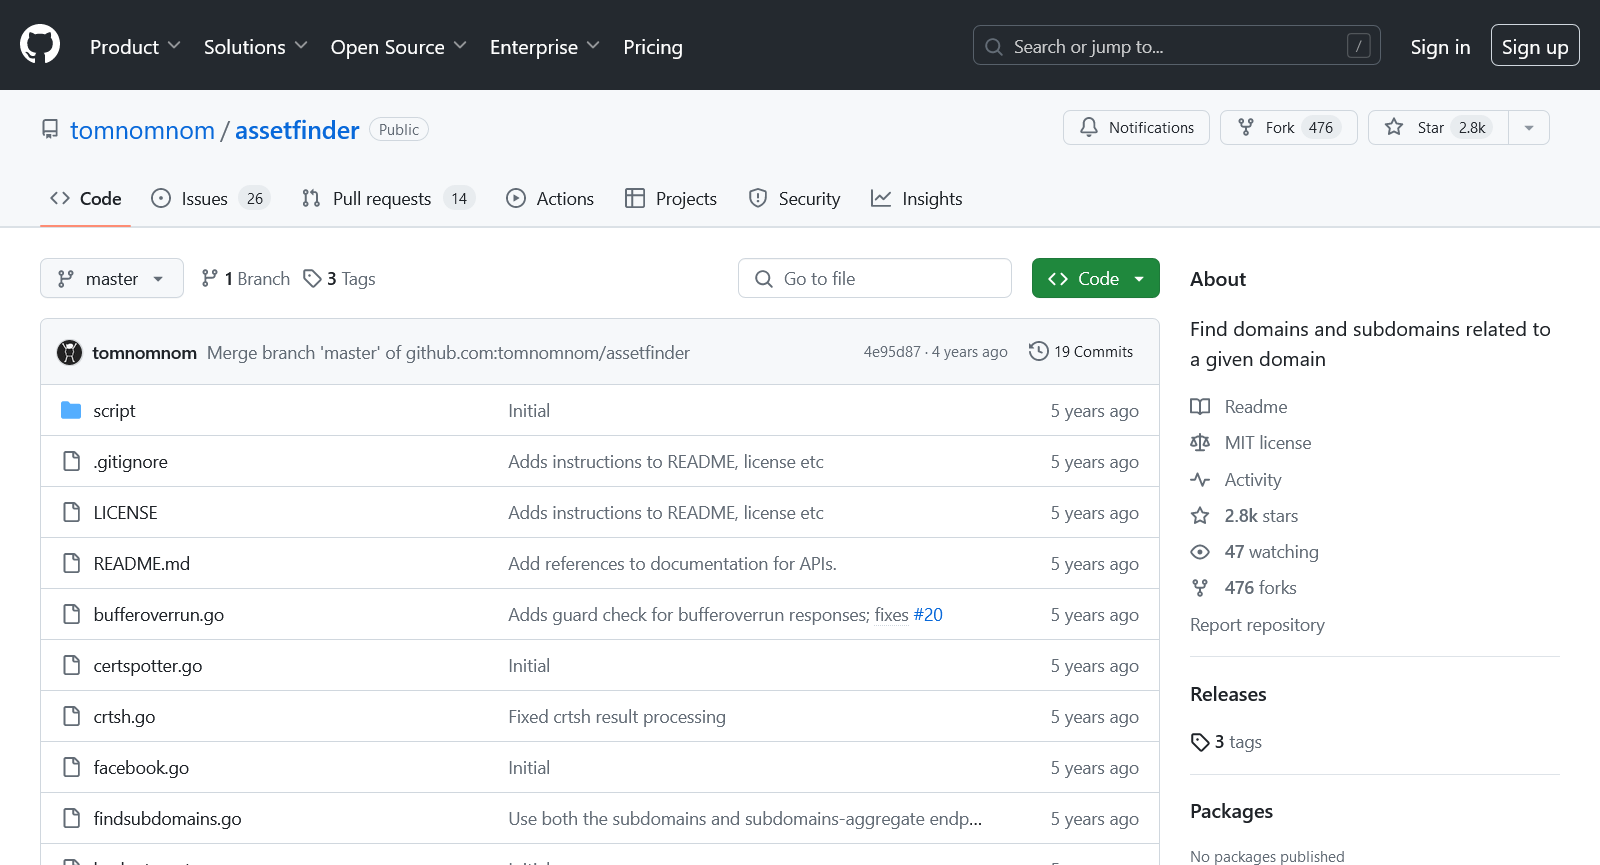 Product Solutions Open Source Enterprise Pricing Search or jump to... / Sign in Sign up
tomnomnom / assetfinder Public Notifications Fork 476 Star 2.8k
Code Issues 26 Pull requests 14 Actions Projects Security Insights
master 1 Branch 3 Tags Go to file Code
tomnomnom Merge branch 'master' of github.com:tomnomnom/assetfinder 4e95d87 · 4 years ago 19 Commits
script Initial 5 years ago
.gitignore Adds instructions to README, license etc 5 years ago
LICENSE Adds instructions to README, license etc 5 years ago
README.md Add references to documentation for APIs. 5 years ago
bufferoverrun.go Adds guard check for bufferoverrun responses; fixes #20 5 years ago
certspotter.go Initial 5 years ago
crtsh.go Fixed crtsh result processing 5 years ago
facebook.go Initial 5 years ago
findsubdomains.go Use both the subdomains and subdomains-aggregate endp... 5 years ago
About
Find domains and subdomains related to
a given domain
Readme
MIT license
Activity
2.8k stars
47 watching
476 forks
Report repository
Releases
3 tags
Packages
No packages published